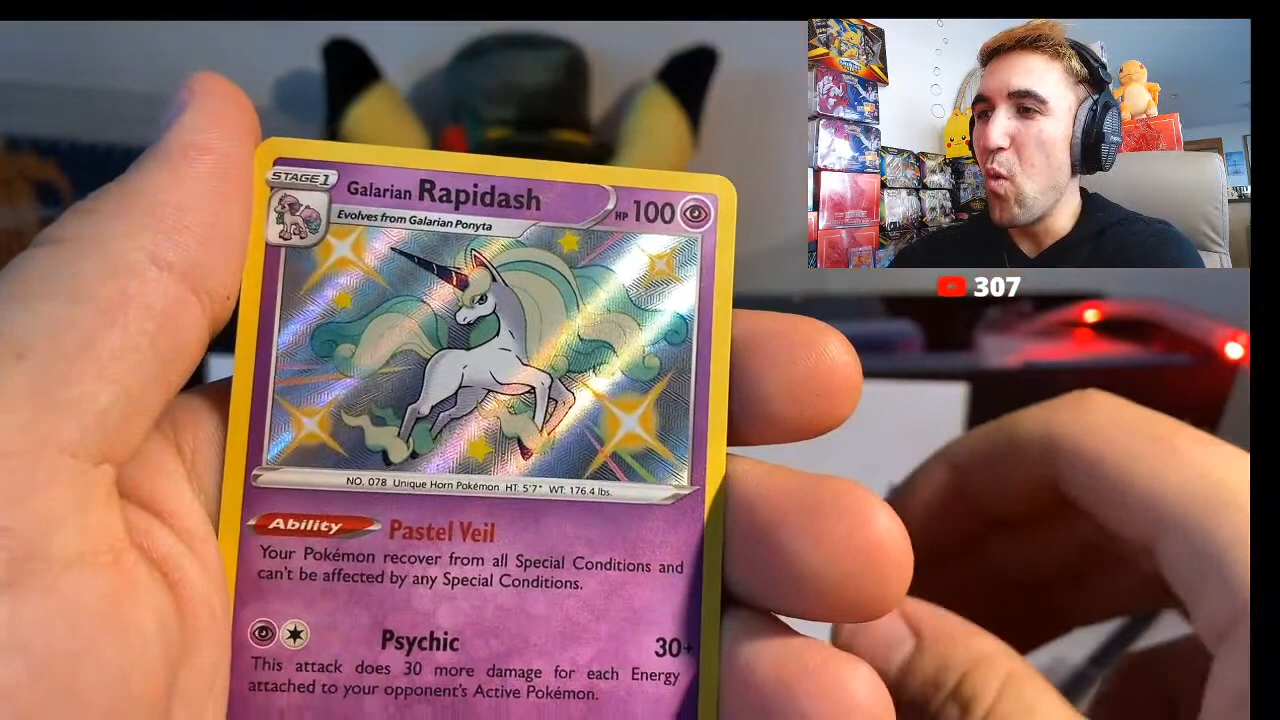 STAGE 1
Galarian Rapidash
HP 100
Evolves from Galarian Ponyta
NO. 078 Unique Horn Pokémon HT: 5'7" WT: 176.4 lbs.
Ability Pastel Veil
Your Pokémon recover from all Special Conditions and
can't be affected by any Special Conditions.
Psychic 30+
This attack does 30 more damage for each Energy
attached to your opponent's Active Pokémon.
307